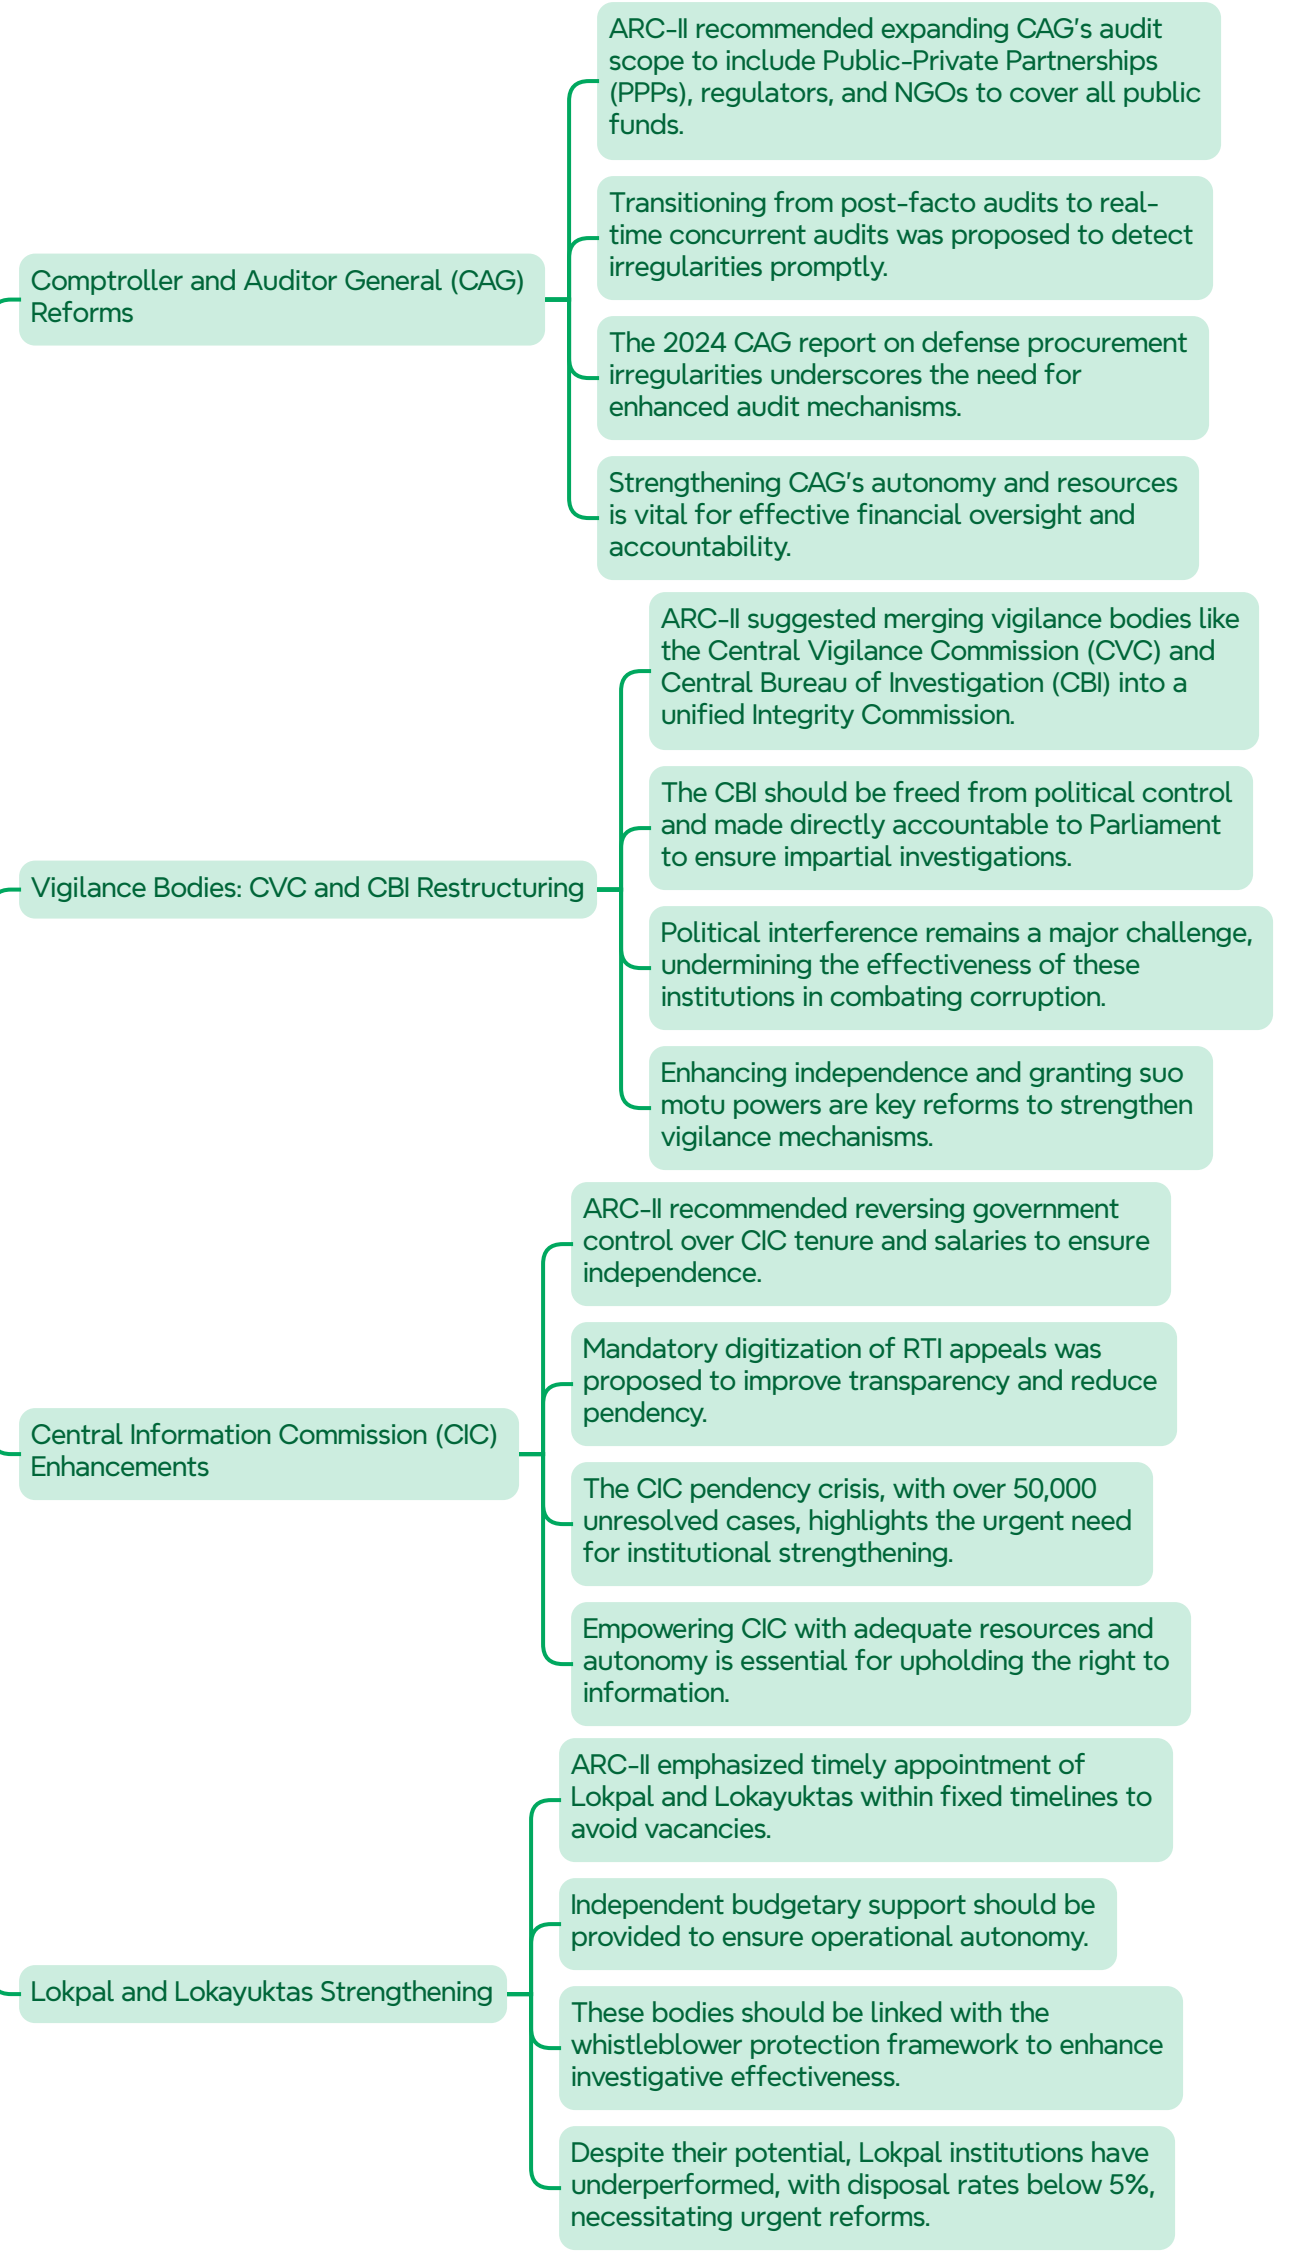 Comptroller and Auditor General (CAG)
Reforms
ARC-II recommended expanding CAG's audit
scope to include Public-Private Partnerships
(PPPs), regulators, and NGOs to cover all public
funds.
Transitioning from post-facto audits to real-
time concurrent audits was proposed to detect
irregularities promptly.
The 2024 CAG report on defense procurement
irregularities underscores the need for
enhanced audit mechanisms.
Strengthening CAG's autonomy and resources
is vital for effective financial oversight and
accountability.
Vigilance Bodies: CVC and CBI Restructuring
ARC-II suggested merging vigilance bodies like
the Central Vigilance Commission (CVC) and
Central Bureau of Investigation (CBI) into a
unified Integrity Commission.
The CBI should be freed from political control
and made directly accountable to Parliament
to ensure impartial investigations.
Political interference remains a major challenge,
undermining the effectiveness of these
institutions in combating corruption.
Enhancing independence and granting suo
motu powers are key reforms to strengthen
vigilance mechanisms.
Central Information Commission (CIC)
Enhancements
ARC-II recommended reversing government
control over CIC tenure and salaries to ensure
independence.
Mandatory digitization of RTI appeals was
proposed to improve transparency and reduce
pendency.
The CIC pendency crisis, with over 50,000
unresolved cases, highlights the urgent need
for institutional strengthening.
Empowering CIC with adequate resources and
autonomy is essential for upholding the right to
information.
Lokpal and Lokayuktas Strengthening
ARC-II emphasized timely appointment of
Lokpal and Lokayuktas within fixed timelines to
avoid vacancies.
Independent budgetary support should be
provided to ensure operational autonomy.
These bodies should be linked with the
whistleblower protection framework to enhance
investigative effectiveness.
Despite their potential, Lokpal institutions have
underperformed, with disposal rates below 5%,
necessitating urgent reforms.